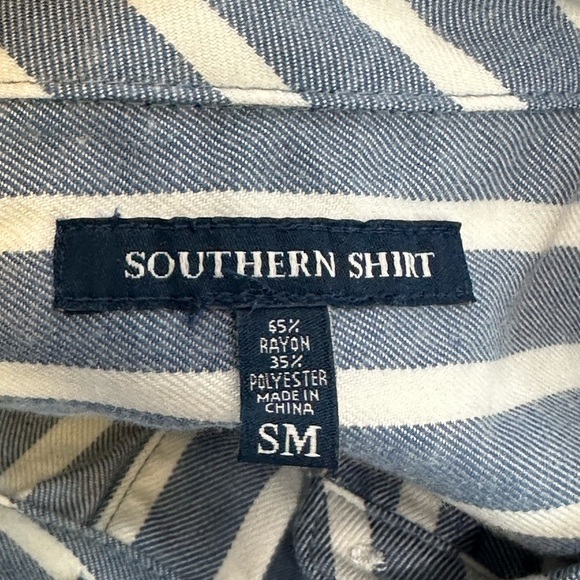 SOUTHERN SHIRT
65%
RAYON
35%
POLYESTER
MADE IN
CHINA
SM